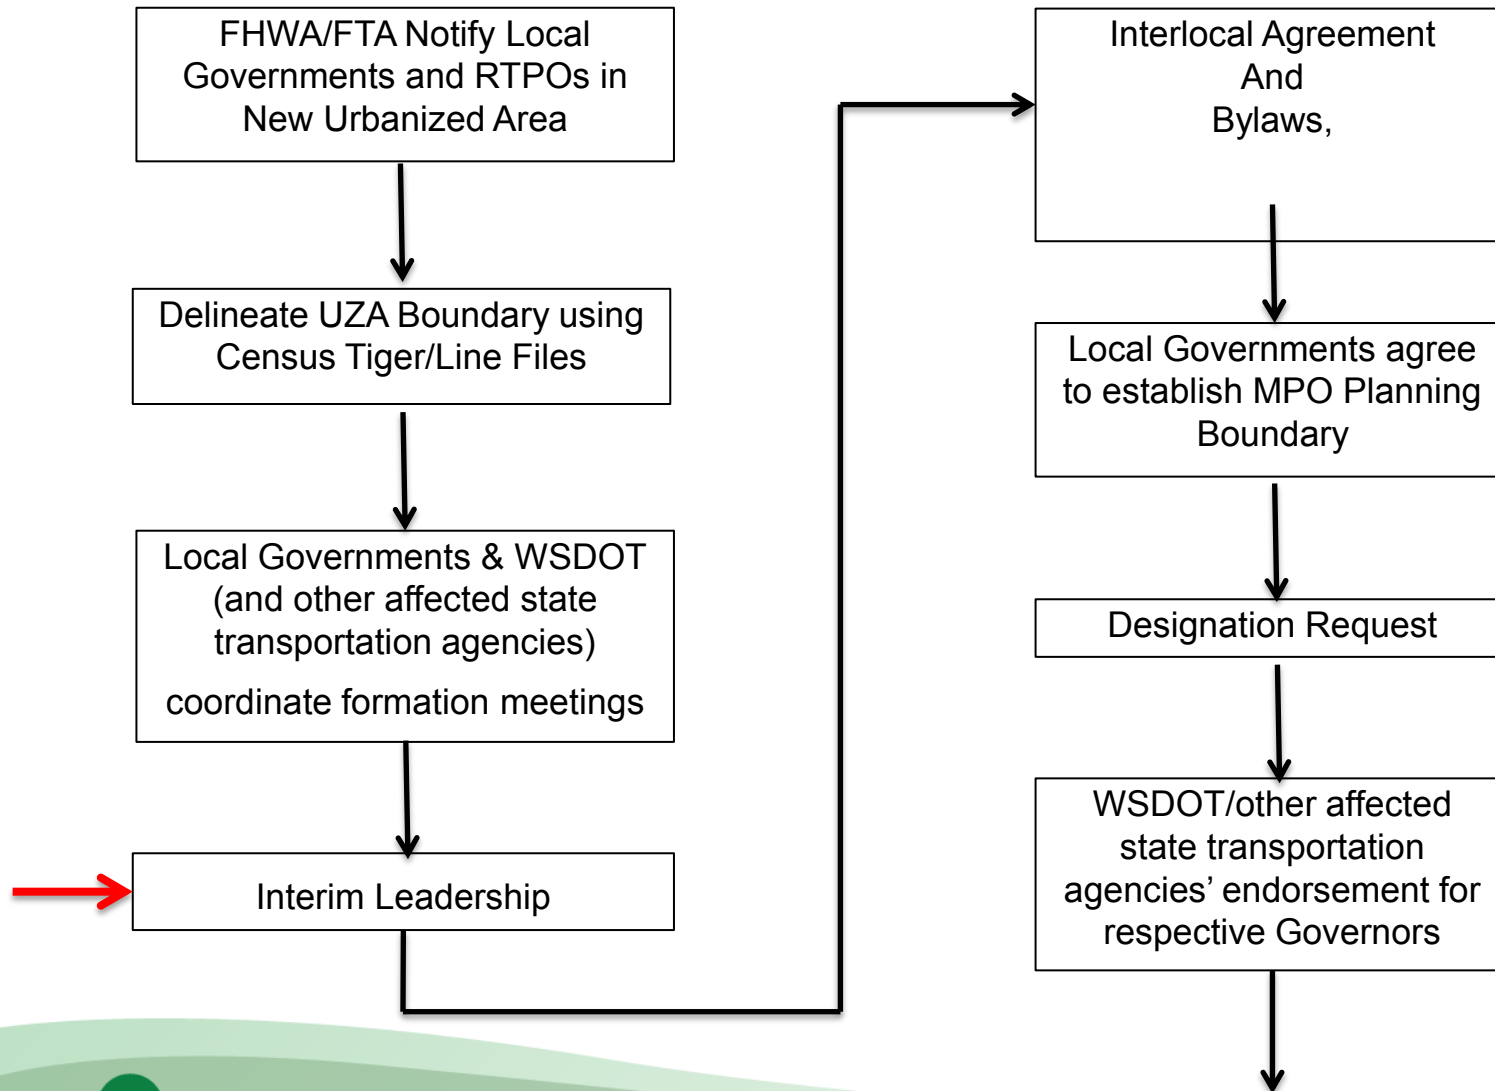 FHWA/FTA Notify Local
Governments and RTPOs in
New Urbanized Area
Delineate UZA Boundary using
Census Tiger/Line Files
Local Governments & WSDOT
(and other affected state
transportation agencies)
coordinate formation meetings
Interim Leadership
Interlocal Agreement
And
Bylaws,
Local Governments agree
to establish MPO Planning
Boundary
Designation Request
WSDOT/other affected
state transportation
agencies’ endorsement for
respective Governors